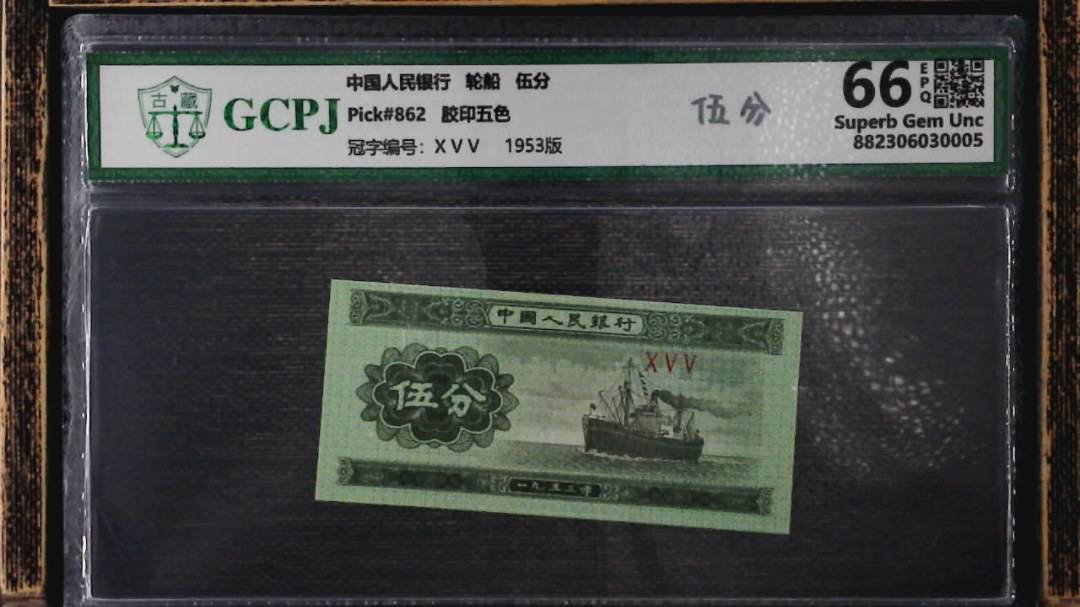 中国人民银行 轮船 伍分
古藏
GCPJ
Pick#862 胶印五色
冠字编号: X V V 1953版
伍分
66
EPQ
Superb Gem Unc
882306030005
中國人民銀行
X V V
伍分
一九五三年